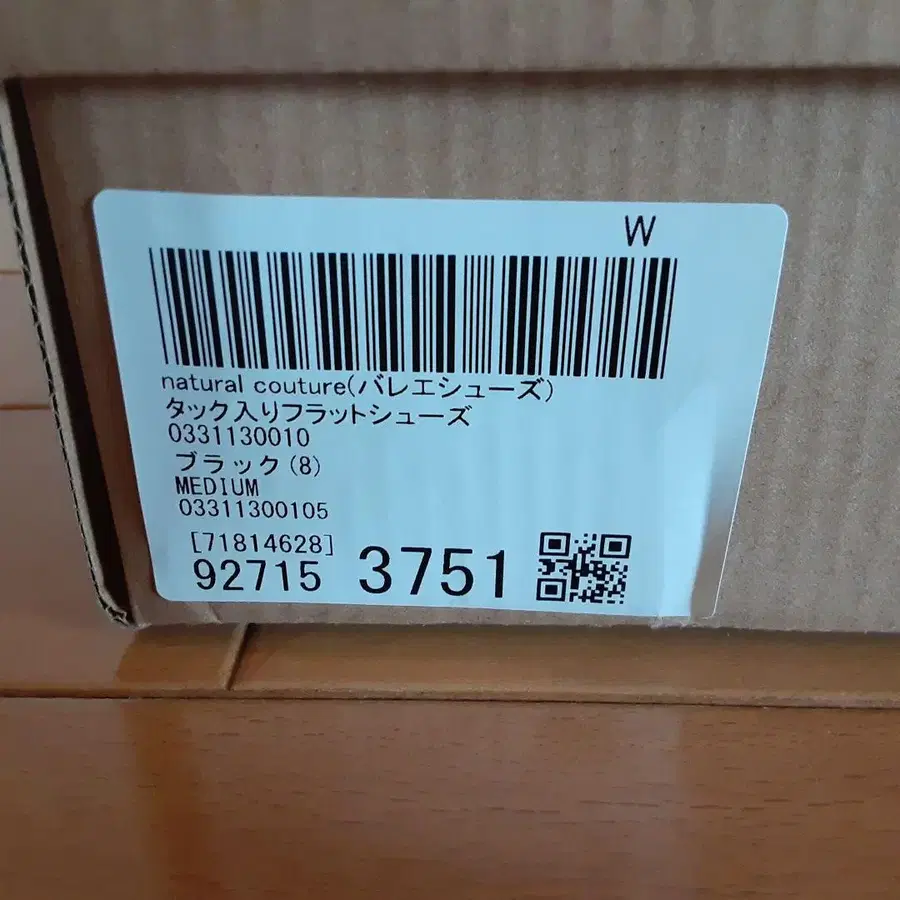 W
natural couture(バレエシューズ)
タック入りフラットシューズ
0331130010
ブラック(8)
MEDIUM
03311300105
[71814628]
92715 3751